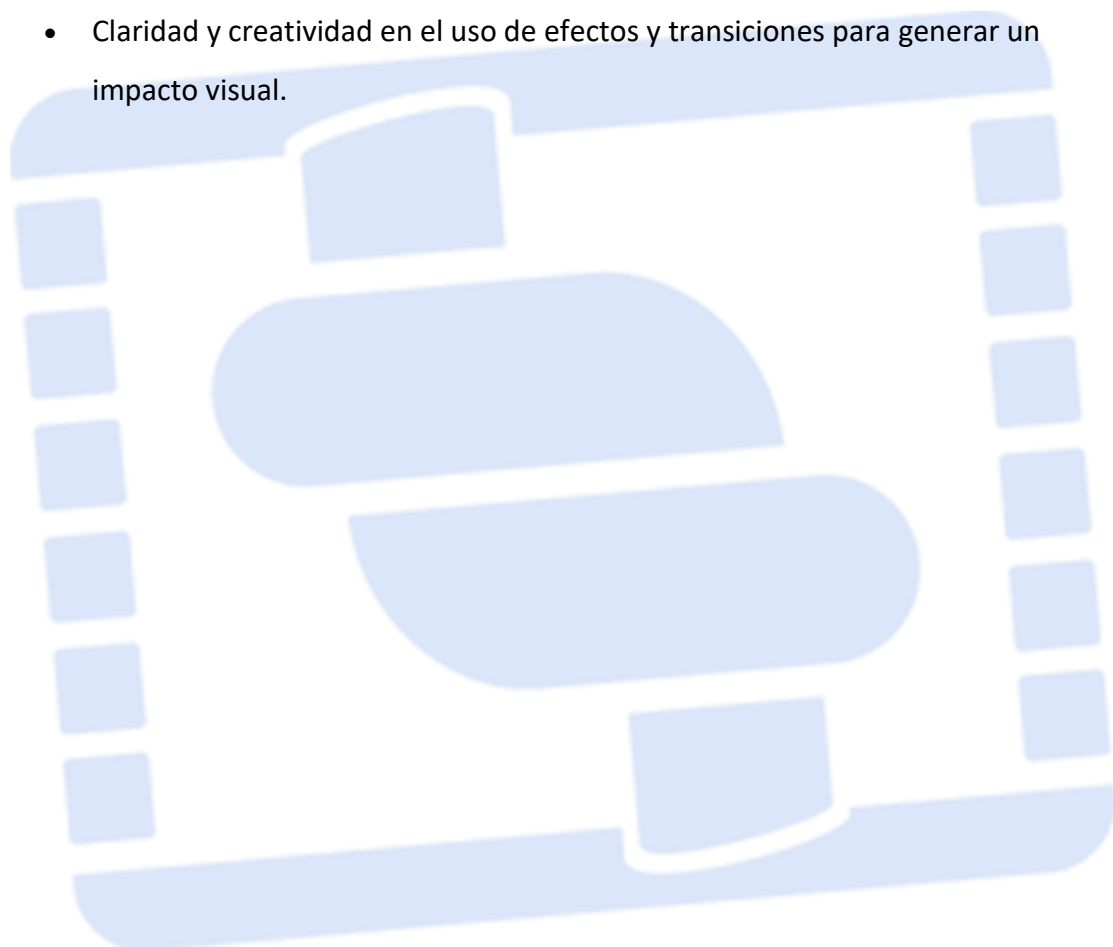 • Claridad y creatividad en el uso de efectos y transiciones para generar un
impacto visual.